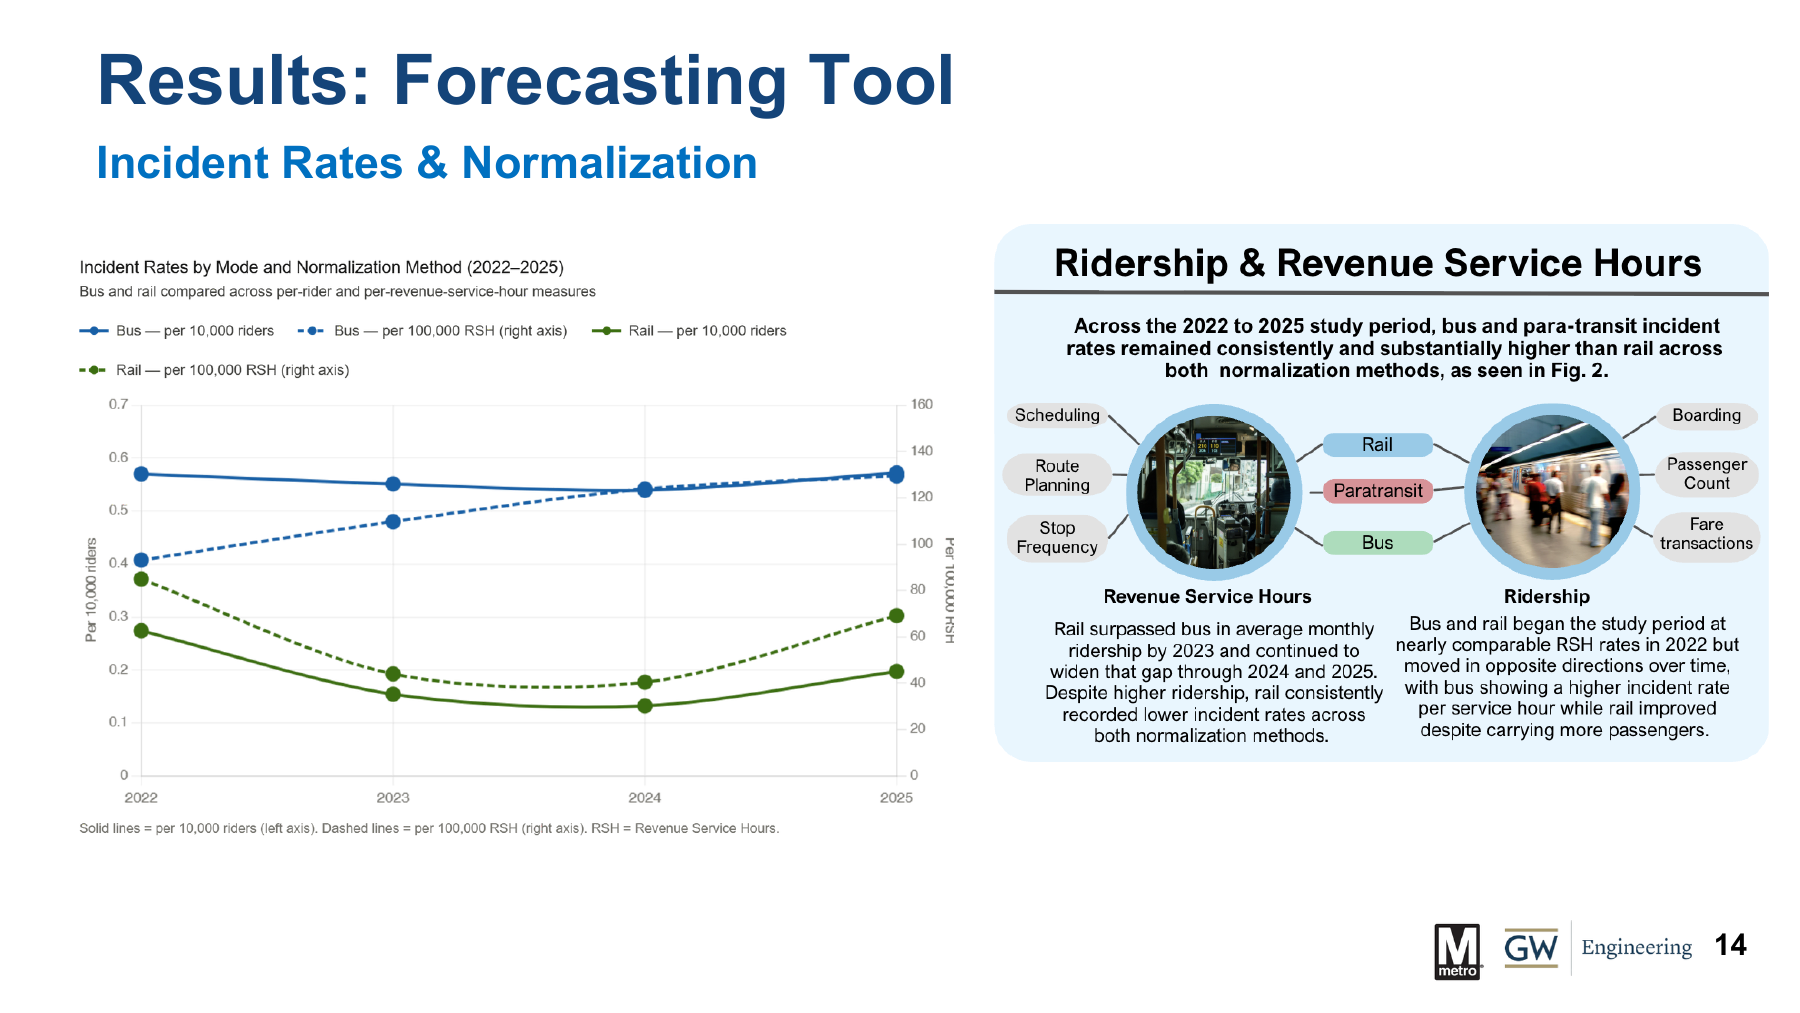 Results: Forecasting Tool
Incident Rates & Normalization
Incident Rates by Mode and Normalization Method (2022–2025)
Bus and rail compared across per-rider and per-revenue-service-hour measures
Bus — per 10,000 riders
Bus — per 100,000 RSH (right axis)
Rail — per 10,000 riders
Rail — per 100,000 RSH (right axis)
0.7
0.6
0.5
0.4
0.3
0.2
0.1
0
Per 10,000 riders
160
140
120
100
80
60
40
20
0
Per 100,000 RSH
2022
2023
2024
2025
Solid lines = per 10,000 riders (left axis). Dashed lines = per 100,000 RSH (right axis). RSH = Revenue Service Hours.
Ridership & Revenue Service Hours
Across the 2022 to 2025 study period, bus and para-transit incident
rates remained consistently and substantially higher than rail across
both normalization methods, as seen in Fig. 2.
Scheduling
Route
Planning
Stop
Frequency
Rail
Paratransit
Bus
Boarding
Passenger
Count
Fare
transactions
Revenue Service Hours
Rail surpassed bus in average monthly
ridership by 2023 and continued to
widen that gap through 2024 and 2025.
Despite higher ridership, rail consistently
recorded lower incident rates across
both normalization methods.
Ridership
Bus and rail began the study period at
nearly comparable RSH rates in 2022 but
moved in opposite directions over time,
with bus showing a higher incident rate
per service hour while rail improved
despite carrying more passengers.
M
metro
GW
Engineering
14